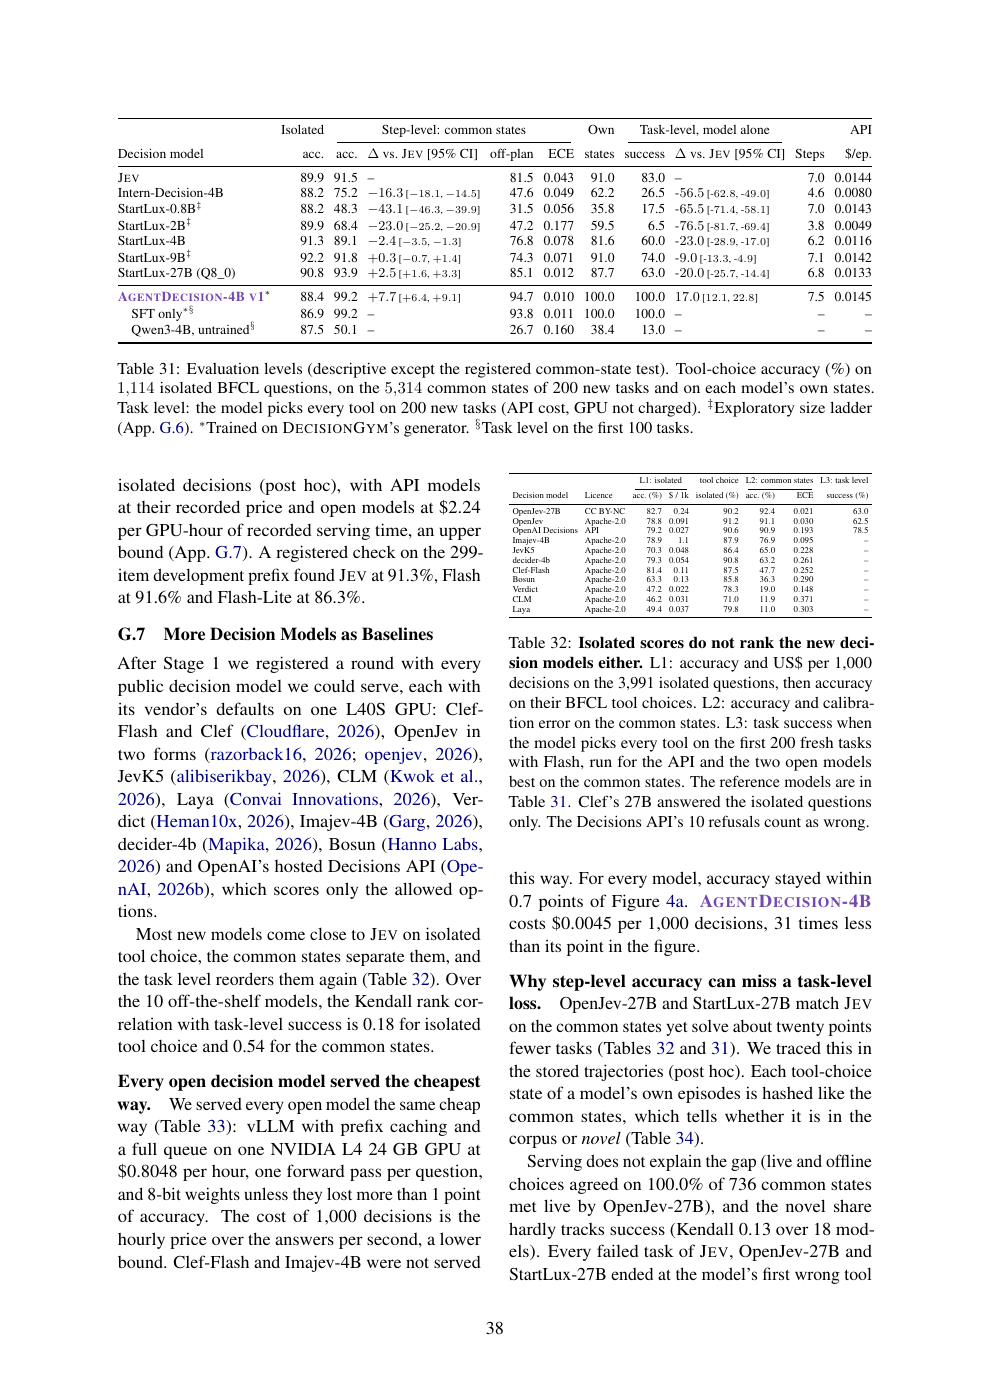 Isolated Step-level: common states Own Task-level, model alone API
Decision model acc. acc. Δ vs. JEV [95% CI] off-plan ECE states success Δ vs. JEV [95% CI] Steps $/ep.
JEV 89.9 91.5 – 81.5 0.043 91.0 83.0 – 7.0 0.0144
Intern-Decision-4B 88.2 75.2 −16.3 [−18.1, −14.5] 47.6 0.049 62.2 26.5 -56.5 [-62.8, -49.0] 4.6 0.0080
StartLux-0.8B‡ 88.2 48.3 −43.1 [−46.3, −39.9] 31.5 0.056 35.8 17.5 -65.5 [-71.4, -58.1] 7.0 0.0143
StartLux-2B‡ 89.9 68.4 −23.0 [−25.2, −20.9] 47.2 0.177 59.5 6.5 -76.5 [-81.7, -69.4] 3.8 0.0049
StartLux-4B 91.3 89.1 −2.4 [−3.5, −1.3] 76.8 0.078 81.6 60.0 -23.0 [-28.9, -17.0] 6.2 0.0116
StartLux-9B‡ 92.2 91.8 +0.3 [−0.7, +1.4] 74.3 0.071 91.0 74.0 -9.0 [-13.3, -4.9] 7.1 0.0142
StartLux-27B (Q8_0) 90.8 93.9 +2.5 [+1.6, +3.3] 85.1 0.012 87.7 63.0 -20.0 [-25.7, -14.4] 6.8 0.0133
AGENTDECISION-4B V1* 88.4 99.2 +7.7 [+6.4, +9.1] 94.7 0.010 100.0 100.0 17.0 [12.1, 22.8] 7.5 0.0145
SFT only*§ 86.9 99.2 – 93.8 0.011 100.0 100.0 – – –
Qwen3-4B, untrained§ 87.5 50.1 – 26.7 0.160 38.4 13.0 – – –
Table 31: Evaluation levels (descriptive except the registered common-state test). Tool-choice accuracy (%) on
1,114 isolated BFCL questions, on the 5,314 common states of 200 new tasks and on each model's own states.
Task level: the model picks every tool on 200 new tasks (API cost, GPU not charged). ‡Exploratory size ladder
(App. G.6). *Trained on DECISIONGYM's generator. §Task level on the first 100 tasks.
isolated decisions (post hoc), with API models
at their recorded price and open models at $2.24
per GPU-hour of recorded serving time, an upper
bound (App. G.7). A registered check on the 299-
item development prefix found JEV at 91.3%, Flash
at 91.6% and Flash-Lite at 86.3%.
G.7 More Decision Models as Baselines
After Stage 1 we registered a round with every
public decision model we could serve, each with
its vendor's defaults on one L40S GPU: Clef-
Flash and Clef (Cloudflare, 2026), OpenJev in
two forms (razorback16, 2026; openjev, 2026),
JevK5 (alibiserikbay, 2026), CLM (Kwok et al.,
2026), Laya (Convai Innovations, 2026), Ver-
dict (Heman10x, 2026), Imajev-4B (Garg, 2026),
decider-4b (Mapika, 2026), Bosun (Hanno Labs,
2026) and OpenAI's hosted Decisions API (Ope-
nAI, 2026b), which scores only the allowed op-
tions.
Most new models come close to JEV on isolated
tool choice, the common states separate them, and
the task level reorders them again (Table 32). Over
the 10 off-the-shelf models, the Kendall rank cor-
relation with task-level success is 0.18 for isolated
tool choice and 0.54 for the common states.
Every open decision model served the cheapest
way. We served every open model the same cheap
way (Table 33): vLLM with prefix caching and
a full queue on one NVIDIA L4 24 GB GPU at
$0.8048 per hour, one forward pass per question,
and 8-bit weights unless they lost more than 1 point
of accuracy. The cost of 1,000 decisions is the
hourly price over the answers per second, a lower
bound. Clef-Flash and Imajev-4B were not served
L1: isolated tool choice L2: common states L3: task level
Decision model Licence acc. (%) $ / 1k isolated (%) acc. (%) ECE success (%)
OpenJev-27B CC BY-NC 82.7 0.24 90.2 92.4 0.021 63.0
OpenJev Apache-2.0 78.8 0.091 91.2 91.1 0.030 62.5
OpenAI Decisions API 79.2 0.027 90.6 90.9 0.193 78.5
Imajev-4B Apache-2.0 78.9 1.1 87.9 76.9 0.095 –
JevK5 Apache-2.0 70.3 0.048 86.4 65.0 0.228 –
decider-4b Apache-2.0 79.3 0.054 90.8 63.2 0.261 –
Clef-Flash Apache-2.0 81.4 0.11 87.5 47.7 0.252 –
Bosun Apache-2.0 63.3 0.13 85.8 36.3 0.290 –
Verdict Apache-2.0 47.2 0.022 78.3 19.0 0.148 –
CLM Apache-2.0 46.2 0.031 71.0 11.9 0.371 –
Laya Apache-2.0 49.4 0.037 79.8 11.0 0.303 –
Table 32: Isolated scores do not rank the new deci-
sion models either. L1: accuracy and US$ per 1,000
decisions on the 3,991 isolated questions, then accuracy
on their BFCL tool choices. L2: accuracy and calibra-
tion error on the common states. L3: task success when
the model picks every tool on the first 200 fresh tasks
with Flash, run for the API and the two open models
best on the common states. The reference models are in
Table 31. Clef's 27B answered the isolated questions
only. The Decisions API's 10 refusals count as wrong.
this way. For every model, accuracy stayed within
0.7 points of Figure 4a. AGENTDECISION-4B
costs $0.0045 per 1,000 decisions, 31 times less
than its point in the figure.
Why step-level accuracy can miss a task-level
loss. OpenJev-27B and StartLux-27B match JEV
on the common states yet solve about twenty points
fewer tasks (Tables 32 and 31). We traced this in
the stored trajectories (post hoc). Each tool-choice
state of a model's own episodes is hashed like the
common states, which tells whether it is in the
corpus or novel (Table 34).
Serving does not explain the gap (live and offline
choices agreed on 100.0% of 736 common states
met live by OpenJev-27B), and the novel share
hardly tracks success (Kendall 0.13 over 18 mod-
els). Every failed task of JEV, OpenJev-27B and
StartLux-27B ended at the model's first wrong tool
38